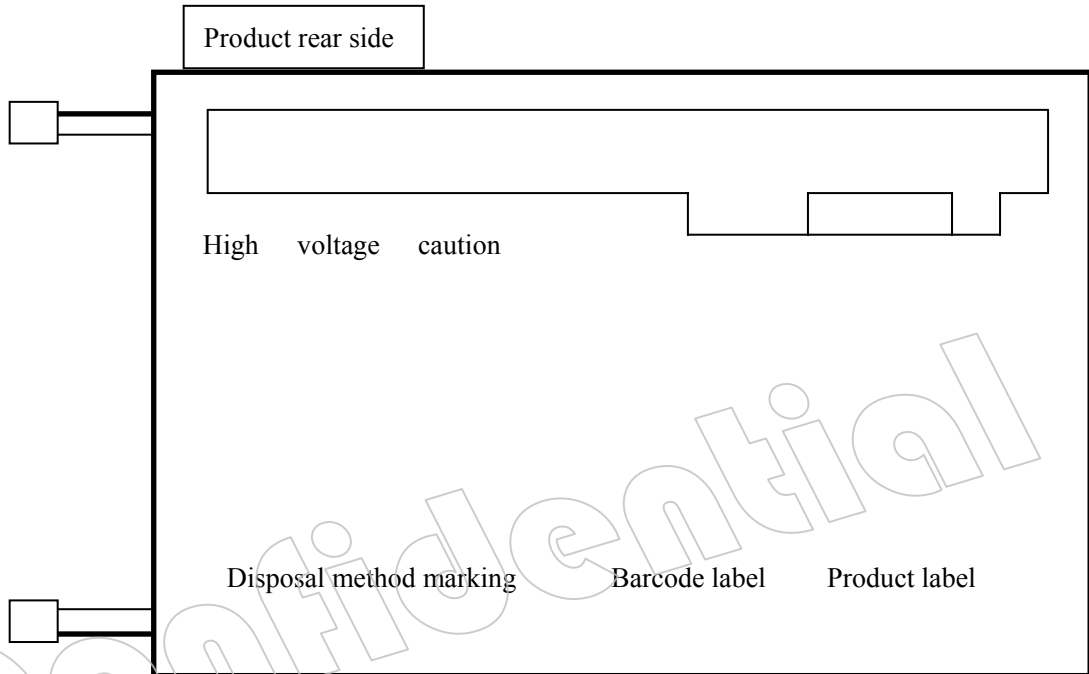 Product rear side
High voltage caution
Disposal method marking Barcode label Product label
Confidential